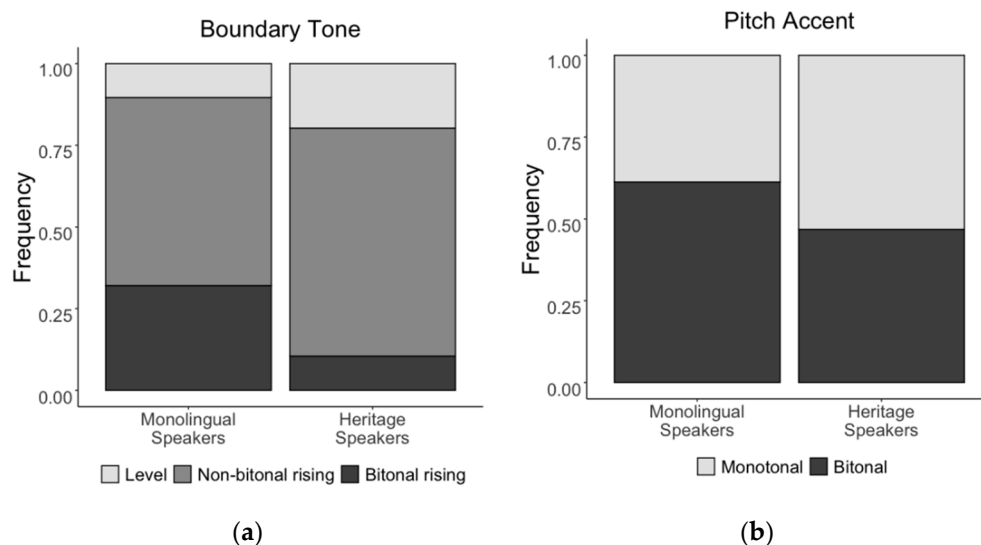 Boundary Tone
Frequency
1.00
0.75
0.50
0.25
0.00
Monolingual
Speakers
Heritage
Speakers
Level Non-bitonal rising Bitonal rising
(a)
Pitch Accent
Frequency
1.00
0.75
0.50
0.25
0.00
Monolingual
Speakers
Heritage
Speakers
Monotonal Bitonal
(b)